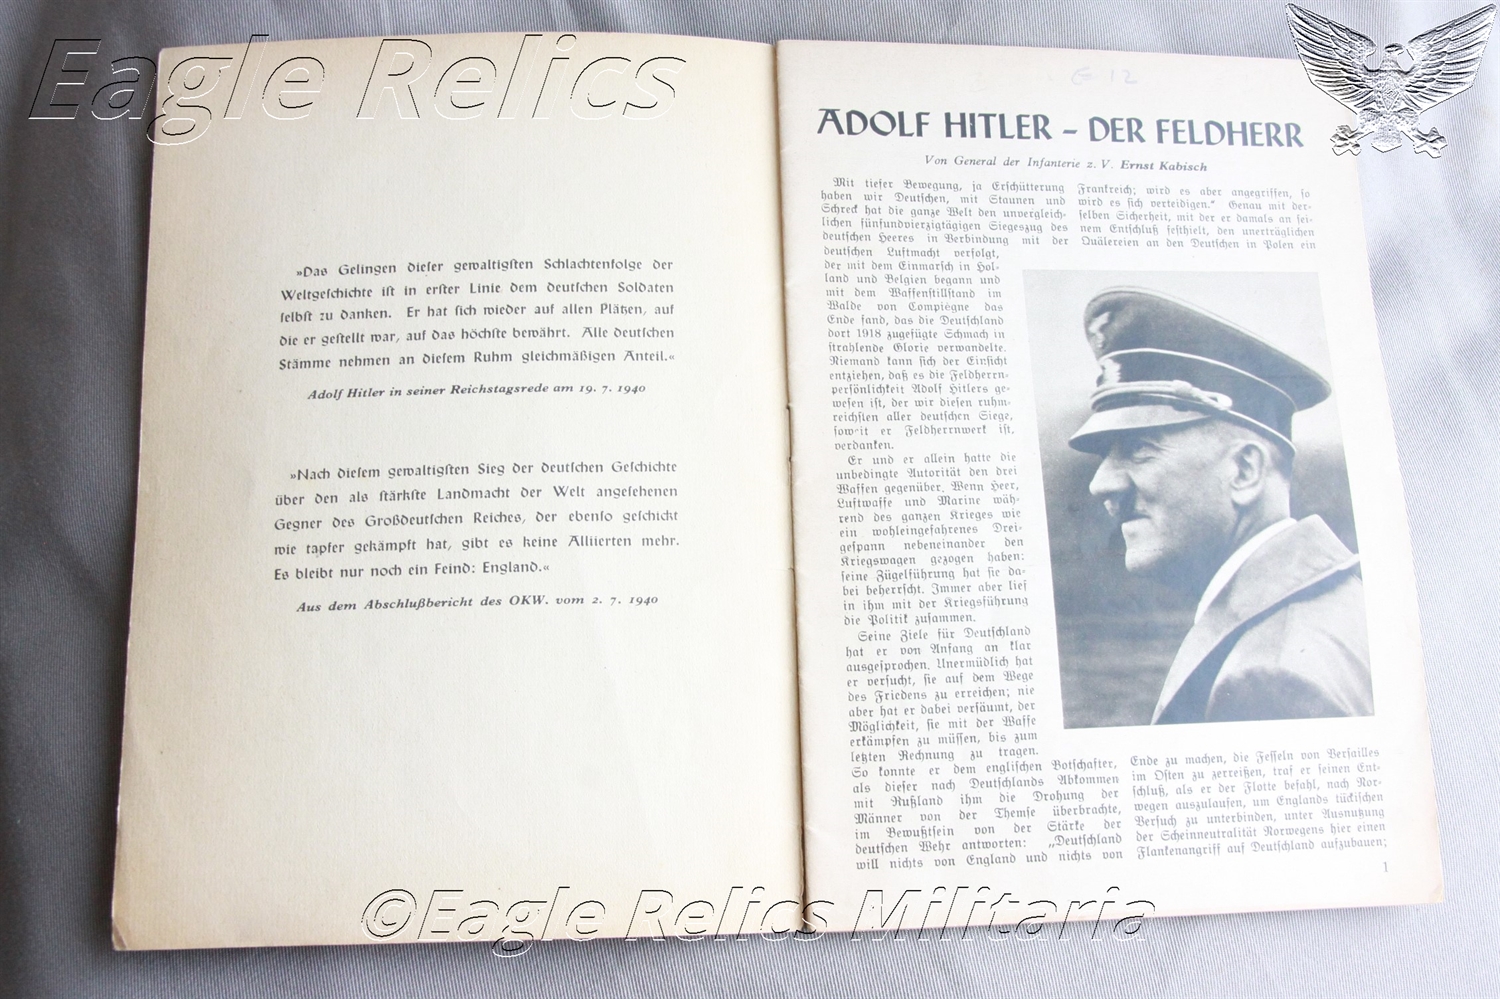 Eagle Relics
»Das Gelingen dieser gewaltigsten Schlachtenfolge der
Weltgeschichte ist in erster Linie dem deutschen Soldaten
selbst zu danken. Er hat sich wieder auf allen Plätzen, auf
die er gestellt war, auf das höchste bewährt. Alle deutschen
Stämme nehmen an diesem Ruhm gleichmäßigen Anteil.«
Adolf Hitler in seiner Reichstagsrede am 19. 7. 1940
»Nach diesem gewaltigsten Sieg der deutschen Geschichte
über den als stärkste Landmacht der Welt angesehenen
Gegner des Großdeutschen Reiches, der ebenso geschickt
wie tapfer gekämpft hat, gibt es keine Alliierten mehr.
Es bleibt nur noch ein Feind: England.«
Aus dem Abschlußbericht des OKW. vom 2. 7. 1940
E 12
ADOLF HITLER – DER FELDHERR
Von General der Infanterie z. V. Ernst Kabisch
Mit tiefer Bewegung, ja Erschütterung
haben wir Deutschen, mit Staunen und
Schreck hat die ganze Welt den unvergleich-
lichen fünfundvierzigtägigen Siegeszug des
deutschen Heeres in Verbindung mit der
deutschen Luftmacht verfolgt,
der mit dem Einmarsch in Hol-
land und Belgien begann und
mit dem Waffenstillstand im
Walde von Compiègne das
Ende fand, das die Deutschland
dort 1918 zugefügte Schmach in
strahlende Glorie verwandelte.
Niemand kann sich der Einsicht
entziehen, daß es die Feldherrn-
persönlichkeit Adolf Hitlers ge-
wesen ist, der wir diesen ruhm-
reichsten aller deutschen Siege,
soweit er Feldherrnwerk ist,
verdanken.
Er und er allein hatte die
unbedingte Autorität den drei
Waffen gegenüber. Wenn Heer,
Luftwaffe und Marine wäh-
rend des ganzen Krieges wie
ein wohleingefahrenes Drei-
gespann nebeneinander den
Kriegswagen gezogen haben:
seine Zügelführung hat sie da-
bei beherrscht. Immer aber lief
in ihm mit der Kriegsführung
die Politik zusammen.
Seine Ziele für Deutschland
hat er von Anfang an klar
ausgesprochen. Unermüdlich hat
er versucht, sie auf dem Wege
des Friedens zu erreichen; nie
aber hat er dabei versäumt, der
Möglichkeit, sie mit der Waffe
erkämpfen zu müssen, bis zum
letzten Rechnung zu tragen.
So konnte er dem englischen Botschafter,
als dieser nach Deutschlands Abkommen
mit Rußland ihm die Drohung der
Männer von der Themse überbrachte,
im Bewußtsein von der Stärke der
deutschen Wehr antworten: „Deutschland
will nichts von England und nichts von
Frankreich; wird es aber angegriffen, so
wird es sich verteidigen.“ Genau mit der-
selben Sicherheit, mit der er damals an sei-
nem Entschluß festhielt, den unerträglichen
Quälereien an den Deutschen in Polen ein
Ende zu machen, die Fesseln von Versailles
im Osten zu zerreißen, traf er seinen Ent-
schluß, als er der Flotte befahl, nach Nor-
wegen auszulaufen, um Englands tückischen
Versuch zu unterbinden, unter Ausnutzung
der Scheinneutralität Norwegens hier einen
Flankenangriff auf Deutschland aufzubauen;
1
©Eagle Relics Militaria